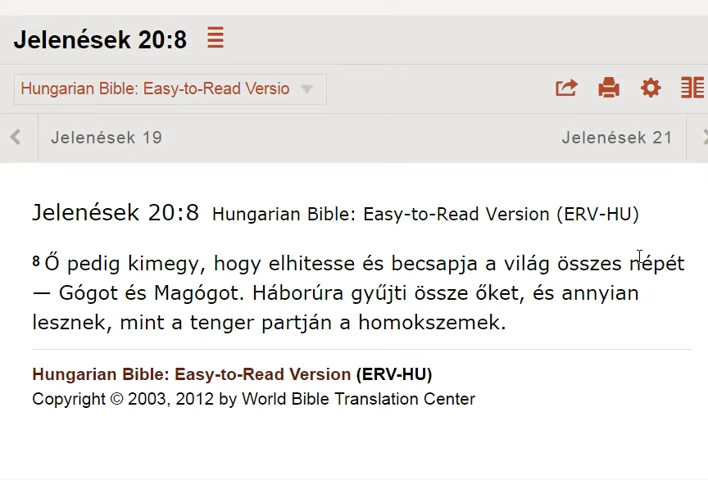 Jelenések 20:8
Hungarian Bible: Easy-to-Read Versio
Jelenések 19
Jelenések 21
Jelenések 20:8 Hungarian Bible: Easy-to-Read Version (ERV-HU)
8 Ő pedig kimegy, hogy elhitesse és becsapja a világ összes népét
— Gógot és Magógot. Háborúra gyűjti össze őket, és annyian
lesznek, mint a tenger partján a homokszemek.
Hungarian Bible: Easy-to-Read Version (ERV-HU)
Copyright © 2003, 2012 by World Bible Translation Center